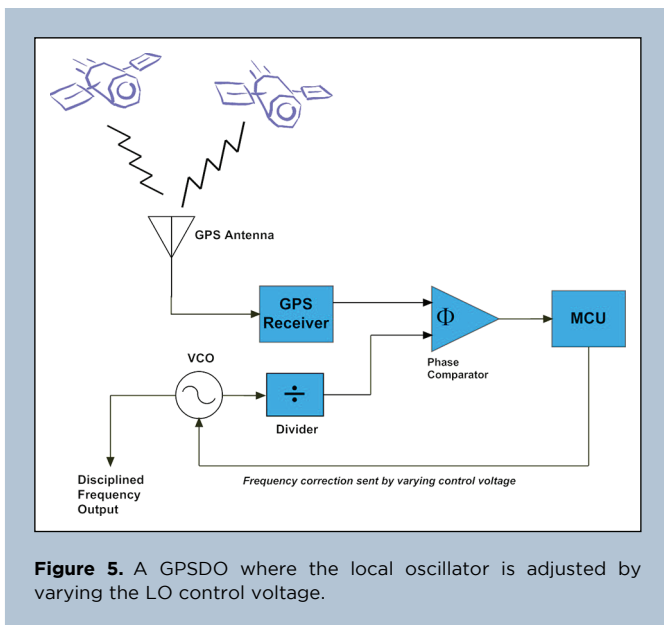 GPS Antenna
GPS
Receiver
Φ
Phase
Comparator
MCU
VCO
÷
Divider
Disciplined
Frequency
Output
Frequency correction sent by varying control voltage
Figure 5. A GPSDO where the local oscillator is adjusted by
varying the LO control voltage.